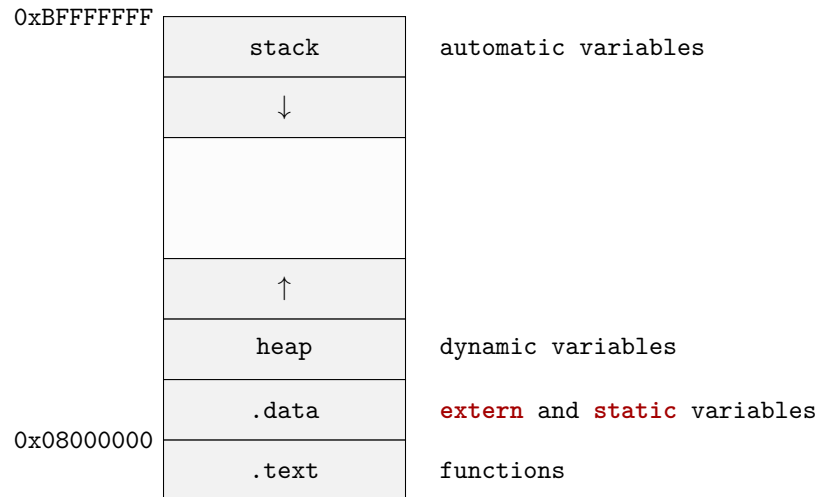 0xBFFFFFFF
stack automatic variables
↓
↑
heap dynamic variables
.data extern and static variables
0x08000000
.text functions